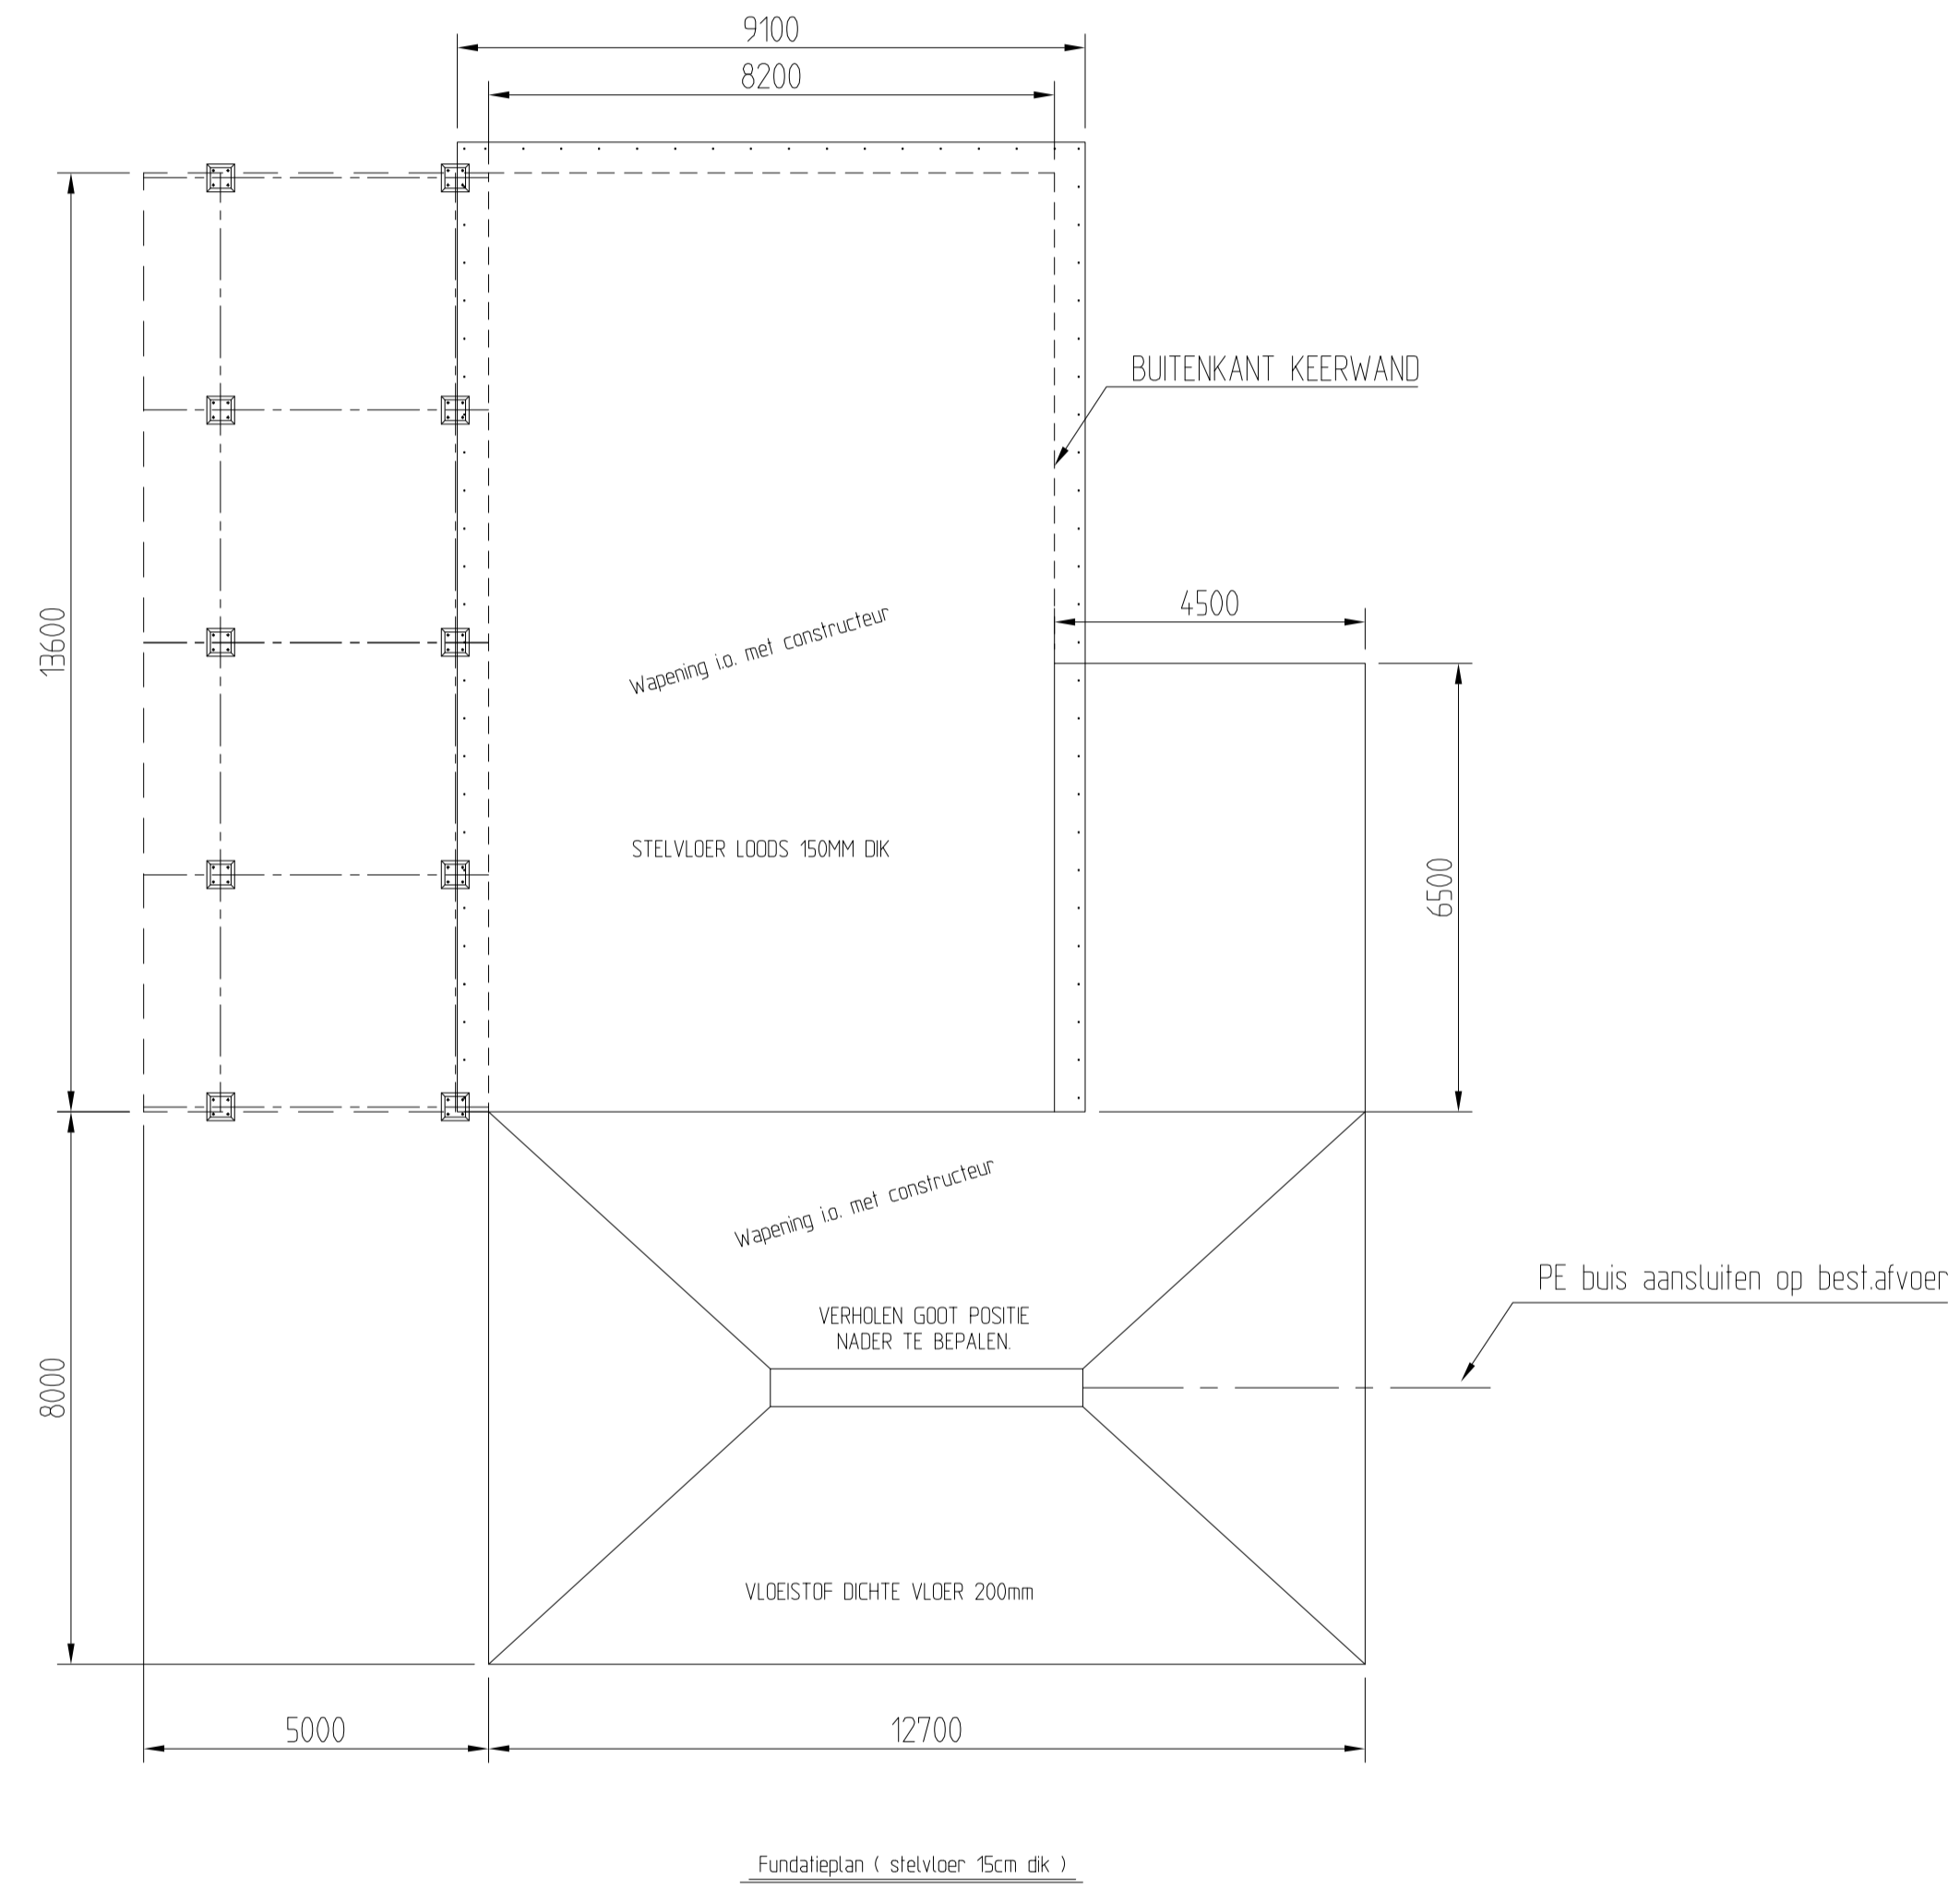 9100
8200
BUITENKANT KEERWAND
4500
Wapening i.o. met constructeur
13600
STELVLOER LOODS 150MM DIK
6500
Wapening i.o. met constructeur
PE buis aansluiten op best.afvoer
VERHOLEN GOOT POSITIE
NADER TE BEPALEN.
8000
VLOEISTOF DICHTE VLOER 200mm
5000
12700
Fundatieplan ( stelvloer 15cm dik )